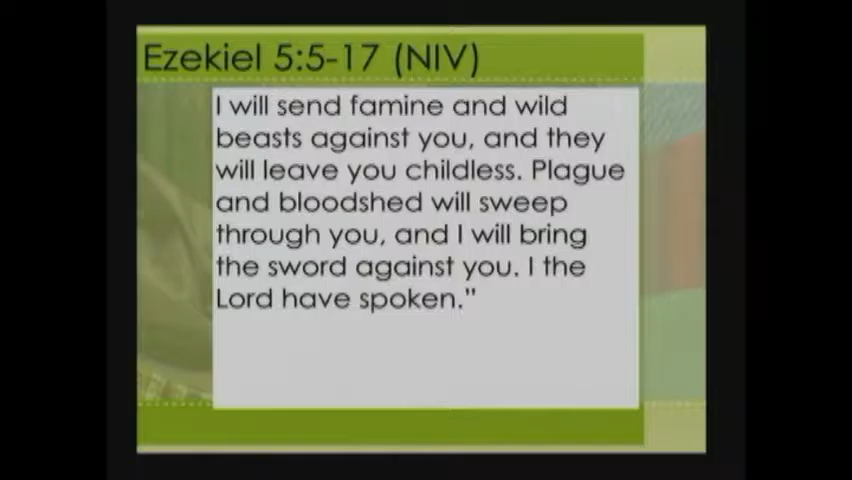 Ezekiel 5:5-17 (NIV)
I will send famine and wild
beasts against you, and they
will leave you childless. Plague
and bloodshed will sweep
through you, and I will bring
the sword against you. I the
Lord have spoken.”